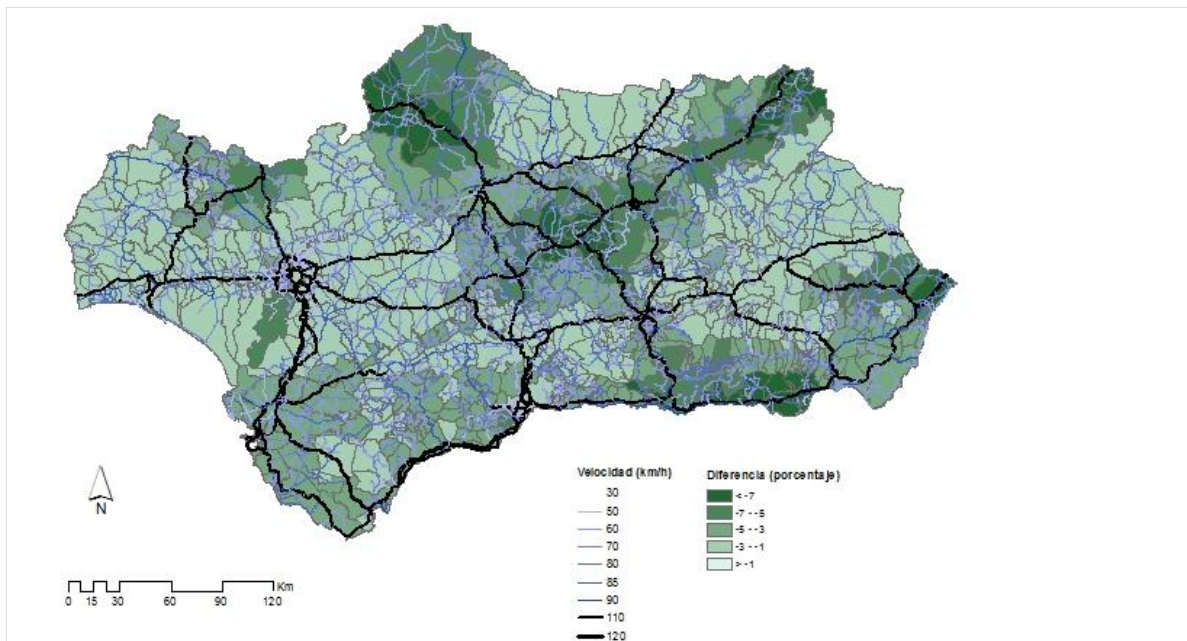 N
Km
0 15 30 60 90 120
Velocidad (km/h)
30
50
60
70
80
85
90
110
120
Diferencia (porcentaje)
< -7
-7 - -5
-5 - -3
-3 - -1
> -1